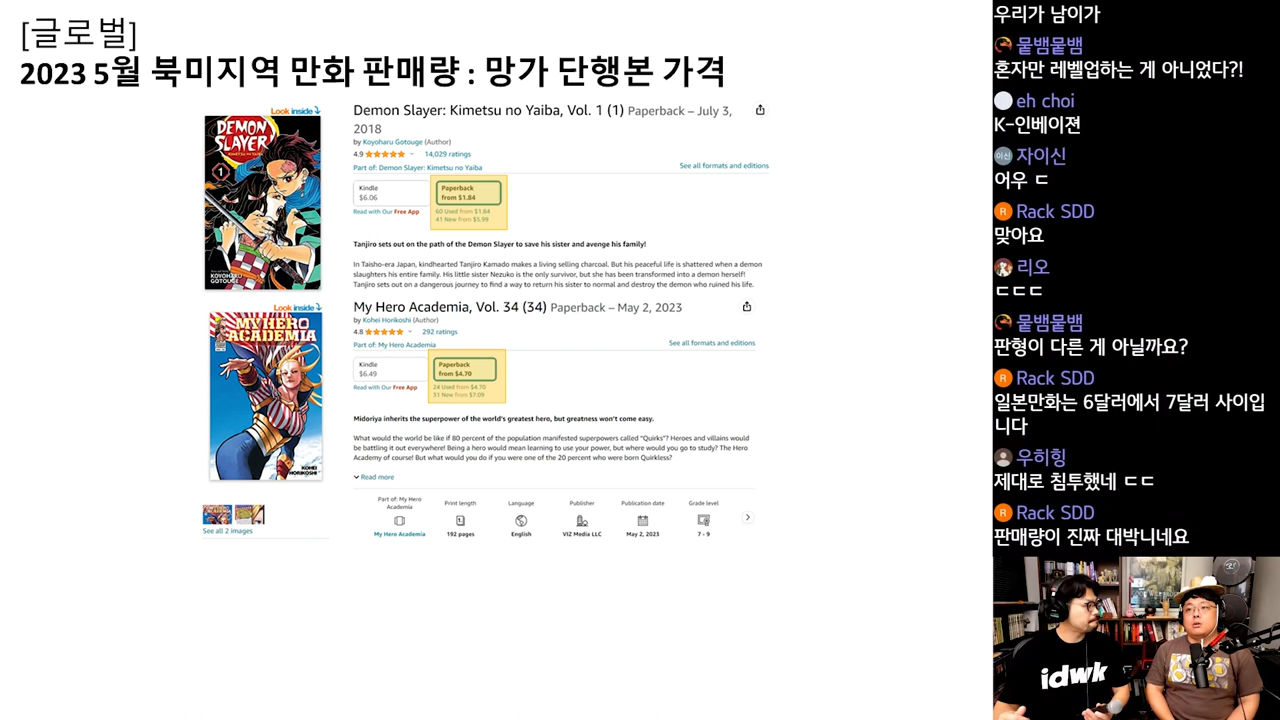 [글로벌]
2023 5월 북미지역 만화 판매량 : 망가 단행본 가격
Look inside
DEMON
SLAYER
KIMETSU NO YAIBA
1
KOYOHARU
GOTOUGE
Demon Slayer: Kimetsu no Yaiba, Vol. 1 (1) Paperback – July 3,
2018
by Koyoharu Gotouge (Author)
4.9 14,029 ratings
Part of: Demon Slayer: Kimetsu no Yaiba
See all formats and editions
Kindle
$6.06
Read with Our Free App
Paperback
from $1.84
60 Used from $1.84
41 New from $5.99
Tanjiro sets out on the path of the Demon Slayer to save his sister and avenge his family!
In Taisho-era Japan, kindhearted Tanjiro Kamado makes a living selling charcoal. But his peaceful life is shattered when a demon
slaughters his entire family. His little sister Nezuko is the only survivor, but she has been transformed into a demon herself!
Tanjiro sets out on a dangerous journey to find a way to return his sister to normal and destroy the demon who ruined his life.
Look inside
MY HERO
ACADEMIA
KOHEI
HORIKOSHI
See all 2 images
My Hero Academia, Vol. 34 (34) Paperback – May 2, 2023
by Kohei Horikoshi (Author)
4.8 292 ratings
Part of: My Hero Academia
See all formats and editions
Kindle
$6.49
Read with Our Free App
Paperback
from $4.70
24 Used from $4.70
31 New from $7.09
Midoriya inherits the superpower of the world's greatest hero, but greatness won't come easy.
What would the world be like if 80 percent of the population manifested superpowers called "Quirks"? Heroes and villains would
be battling it out everywhere! Being a hero would mean learning to use your power, but where would you go to study? The Hero
Academy of course! But what would you do if you were one of the 20 percent who were born Quirkless?
Read more
Part of: My Hero
Academia
My Hero Academia
Print length
192 pages
Language
English
Publisher
VIZ Media LLC
Publication date
May 2, 2023
Grade level
7 - 9
우리가 남이가
뭍뱀뭍뱀
혼자만 레벨업하는 게 아니었다?!
eh choi
K-인베이젼
이신 자이신
어우 ㄷ
R Rack SDD
맞아요
리오
ㄷㄷㄷ
뭍뱀뭍뱀
판형이 다른 게 아닐까요?
R Rack SDD
일본만화는 6달러에서 7달러 사이입
니다
우히힝
제대로 침투했네 ㄷㄷ
R Rack SDD
판매량이 진짜 대박니네요
idwk